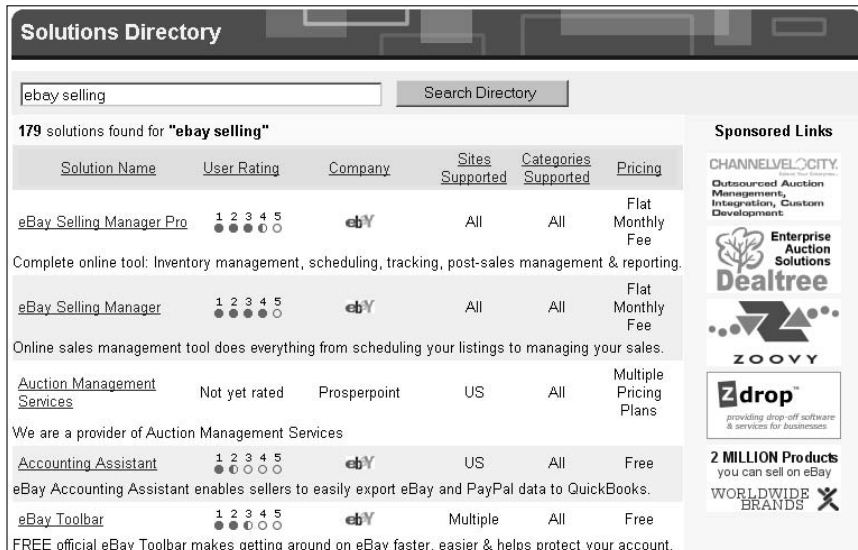 Solutions Directory
ebay selling
Search Directory
179 solutions found for "ebay selling"
Solution Name User Rating Company Sites Supported Categories Supported Pricing
eBay Selling Manager Pro 1 2 3 4 5 ebY All All Flat Monthly Fee
Complete online tool: Inventory management, scheduling, tracking, post-sales management & reporting.
eBay Selling Manager 1 2 3 4 5 ebY All All Flat Monthly Fee
Online sales management tool does everything from scheduling your listings to managing your sales.
Auction Management Services Not yet rated Prosperpoint US All Multiple Pricing Plans
We are a provider of Auction Management Services
Accounting Assistant 1 2 3 4 5 ebY US All Free
eBay Accounting Assistant enables sellers to easily export eBay and PayPal data to QuickBooks.
eBay Toolbar 1 2 3 4 5 ebY Multiple All Free
FREE official eBay Toolbar makes getting around on eBay faster, easier & helps protect your account.
Sponsored Links
CHANNELVELOCITY.
Outsourced Auction
Management,
Integration, Custom
Development
Enterprise
Auction
Solutions
Dealtree
ZOOVY
Zdrop™
providing drop-off software
& services for businesses
2 MILLION Products
you can sell on eBay
WORLDWIDE
BRANDS